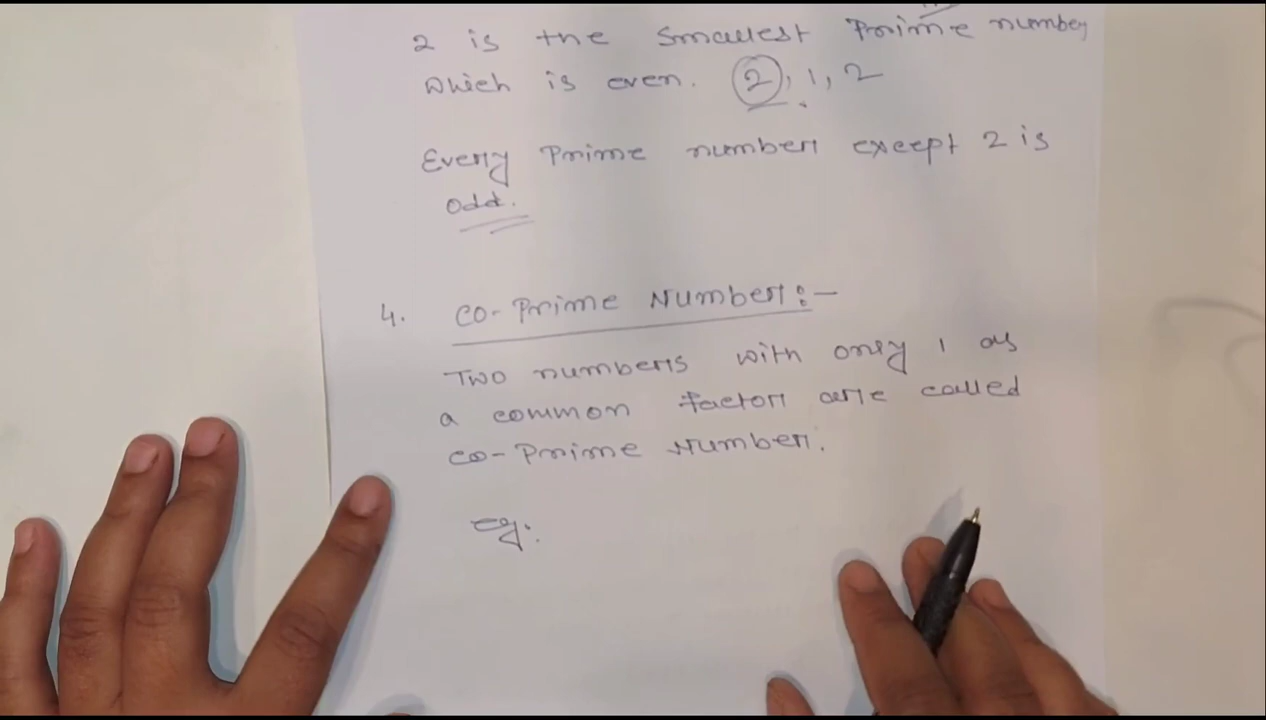 2 is the smallest Prime number
which is even. 2, 1, 2
Every Prime number except 2 is
odd.
4. CO-Prime Number:-
Two numbers with only 1 as
a common factor are called
co-Prime Number.
eg.